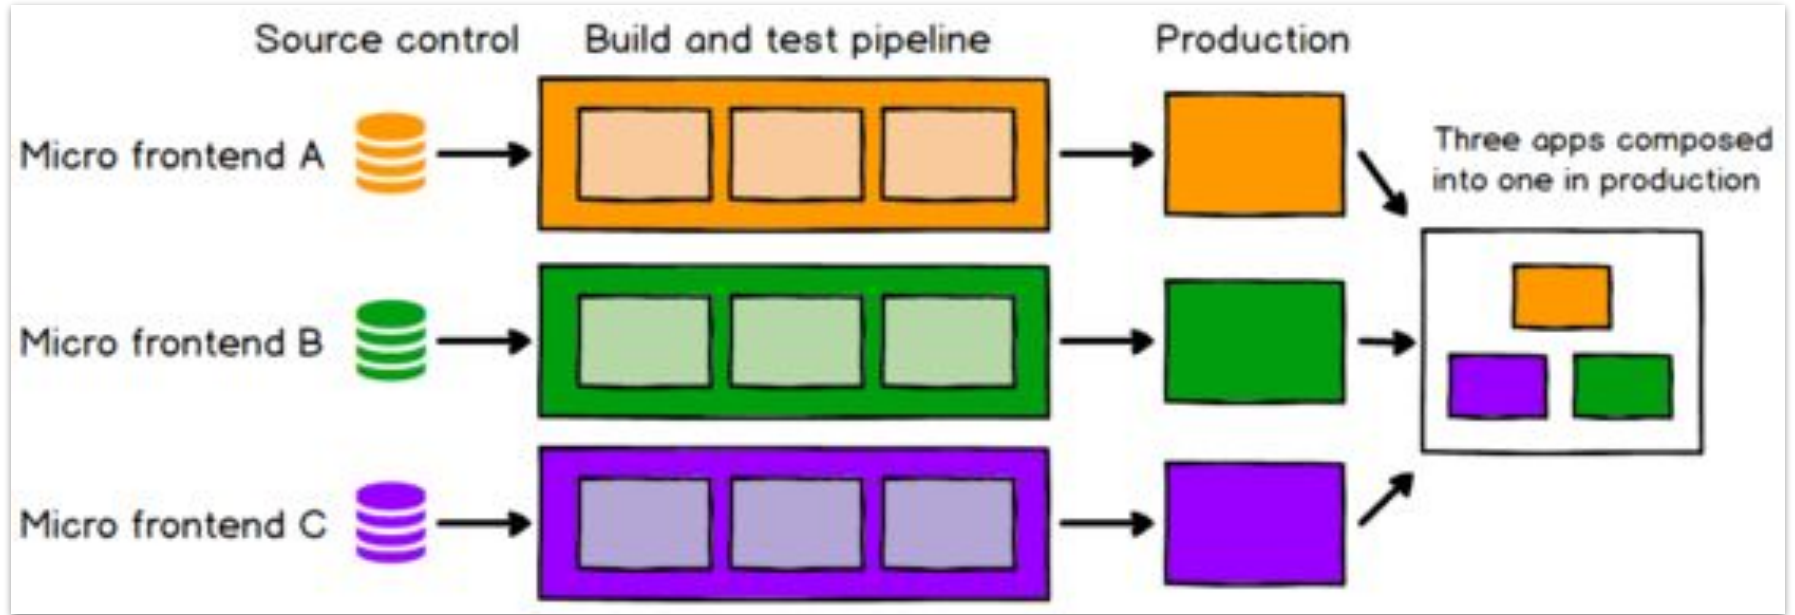 Source control
Build and test pipeline
Production
Micro frontend A
Three apps composed
into one in production
Micro frontend B
Micro frontend C